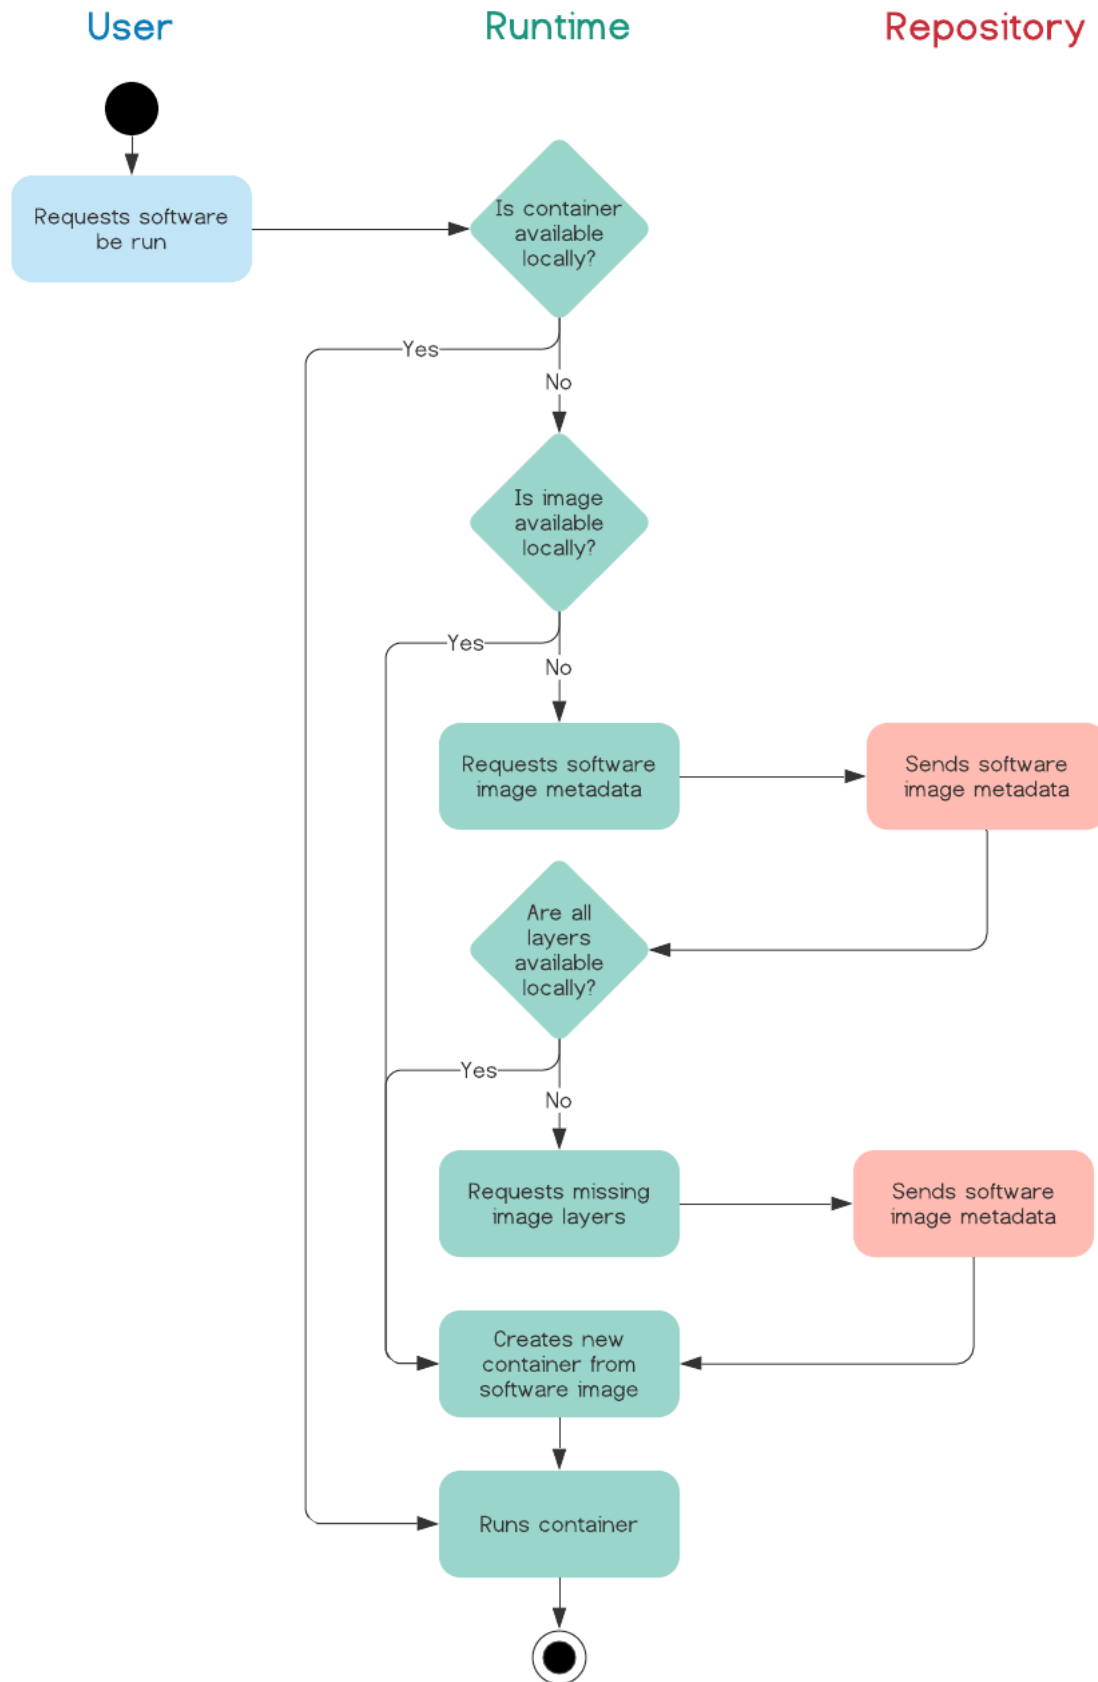 User
Runtime
Repository
Requests software
be run
Is container
available
locally?
Yes
No
Is image
available
locally?
Yes
No
Requests software
image metadata
Sends software
image metadata
Are all
layers
available
locally?
Yes
No
Requests missing
image layers
Sends software
image metadata
Creates new
container from
software image
Runs container